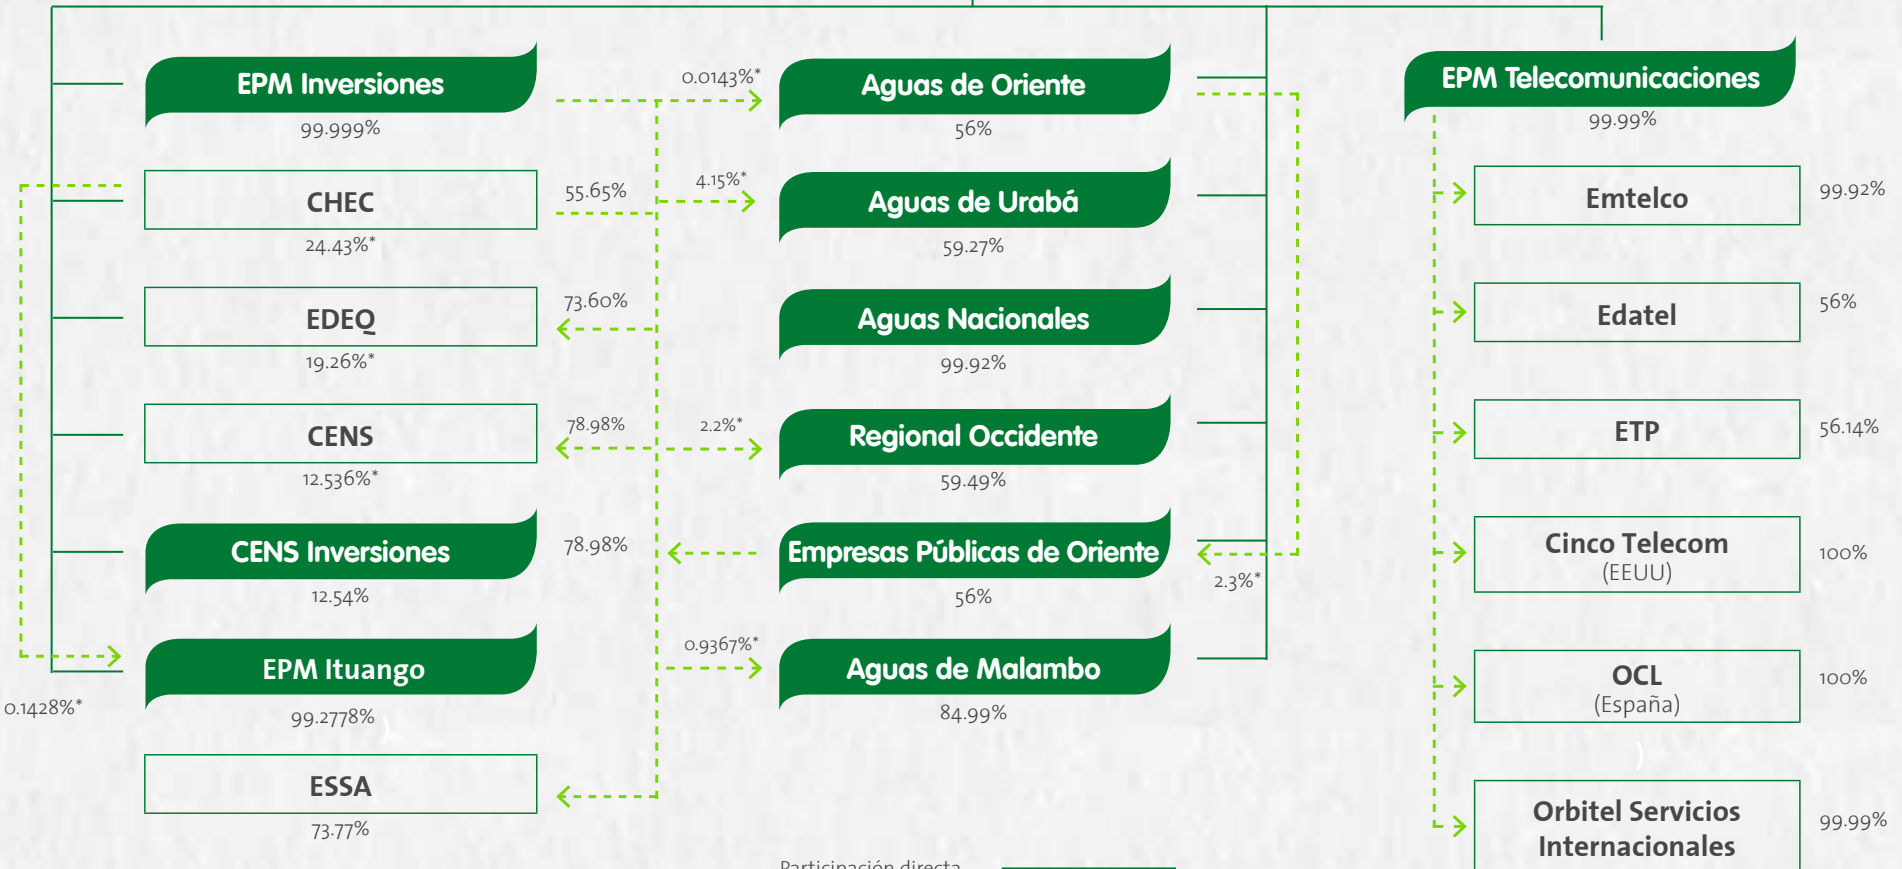 EPM Inversiones
99.999%
CHEC
55.65%
24.43%*
EDEQ
73.60%
19.26%*
CENS
78.98%
12.536%*
CENS Inversiones
78.98%
12.54%
EPM Ituango
0.1428%*
99.2778%
)
ESSA
73.77%
0.0143%*
Aguas de Oriente
56%
4.15%*
Aguas de Urabá
59.27%
Aguas Nacionales
99.92%
2.2%*
Regional Occidente
59.49%
Empresas Públicas de Oriente
2.3%*
56%
0.9367%*
Aguas de Malambo
84.99%
Participación directa
EPM Telecomunicaciones
99.99%
Emtelco
99.92%
Edatel
56%
ETP
56.14%
Cinco Telecom
(EEUU)
100%
OCL
(España)
100%
)
Orbitel Servicios
Internacionales
99.99%